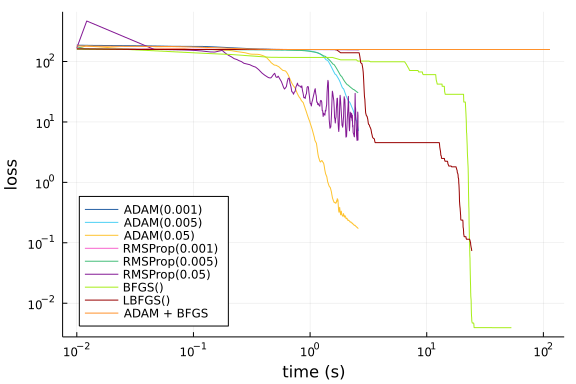 loss
10²
10¹
10⁰
10⁻¹
10⁻²
ADAM(0.001)
ADAM(0.005)
ADAM(0.05)
RMSProp(0.001)
RMSProp(0.005)
RMSProp(0.05)
BFGS()
LBFGS()
ADAM + BFGS
10⁻² 10⁻¹ 10⁰ 10¹ 10²
time (s)